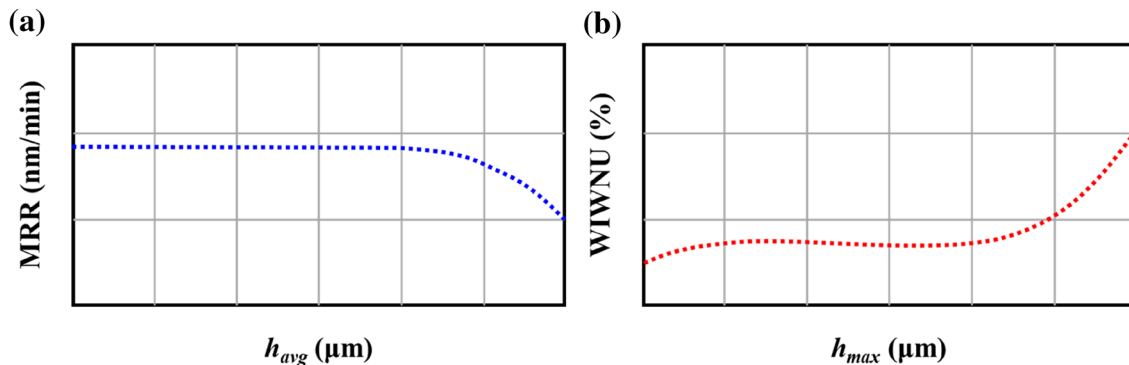 (a)
MRR (nm/min)
havg (μm)
(b)
WIWNU (%)
hmax (μm)